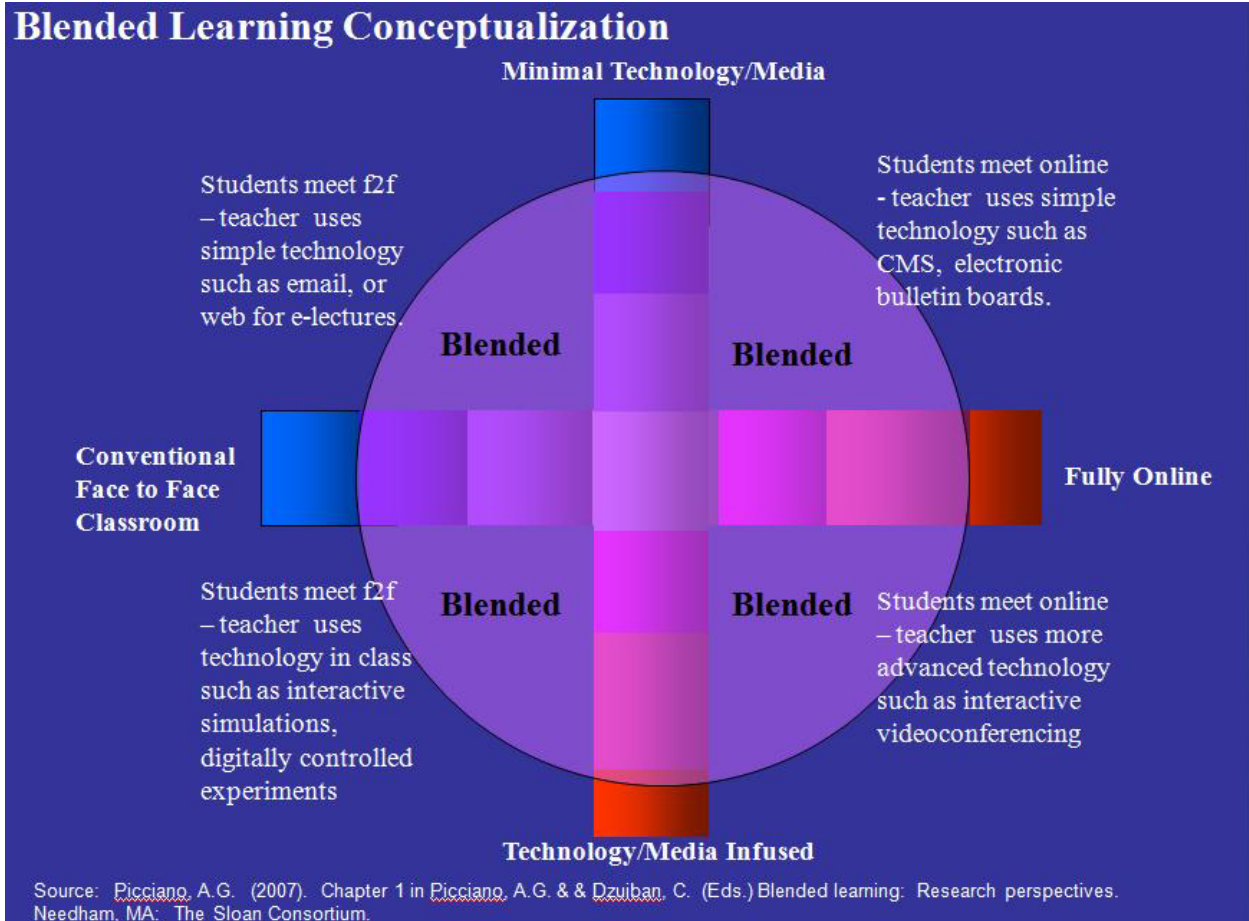 Blended Learning Conceptualization
Minimal Technology/Media
Students meet f2f
– teacher uses
simple technology
such as email, or
web for e-lectures.
Students meet online
- teacher uses simple
technology such as
CMS, electronic
bulletin boards.
Blended
Blended
Conventional
Face to Face
Classroom
Fully Online
Students meet f2f
– teacher uses
technology in class
such as interactive
simulations,
digitally controlled
experiments
Blended
Blended
Students meet online
– teacher uses more
advanced technology
such as interactive
videoconferencing
Technology/Media Infused
Source: Picciano, A.G. (2007). Chapter 1 in Picciano, A.G. & & Dzuiban, C. (Eds.) Blended learning: Research perspectives.
Needham, MA: The Sloan Consortium.